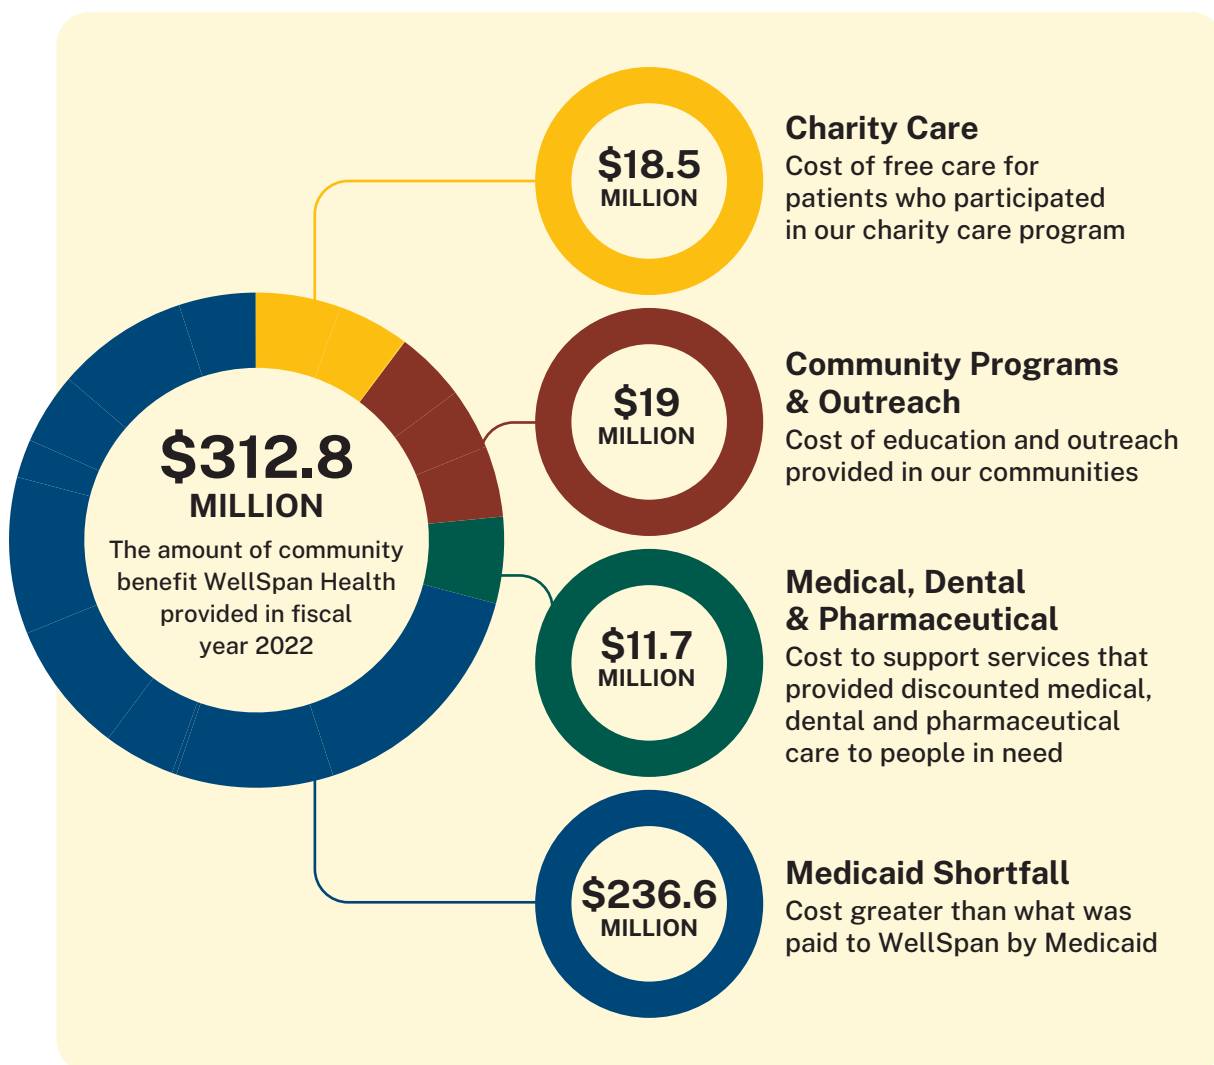 $18.5
MILLION
Charity Care
Cost of free care for
patients who participated
in our charity care program
$19
MILLION
Community Programs
& Outreach
Cost of education and outreach
provided in our communities
$312.8
MILLION
The amount of community
benefit WellSpan Health
provided in fiscal
year 2022
$11.7
MILLION
Medical, Dental
& Pharmaceutical
Cost to support services that
provided discounted medical,
dental and pharmaceutical
care to people in need
$236.6
MILLION
Medicaid Shortfall
Cost greater than what was
paid to WellSpan by Medicaid